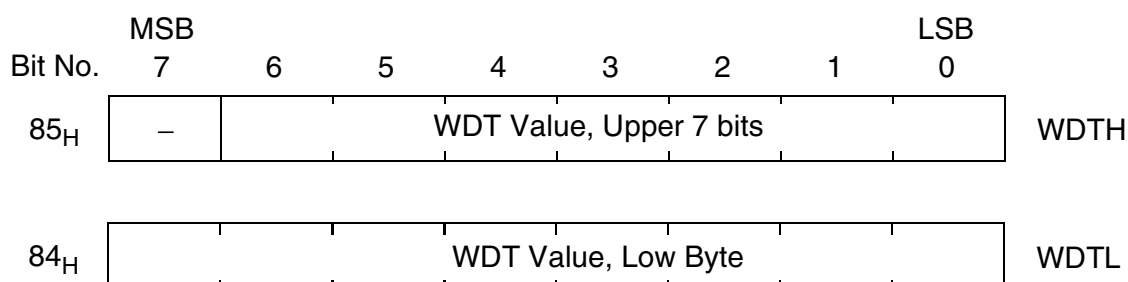 MSB LSB
Bit No. 7 6 5 4 3 2 1 0
85H – WDT Value, Upper 7 bits WDTH
84H WDT Value, Low Byte WDTL